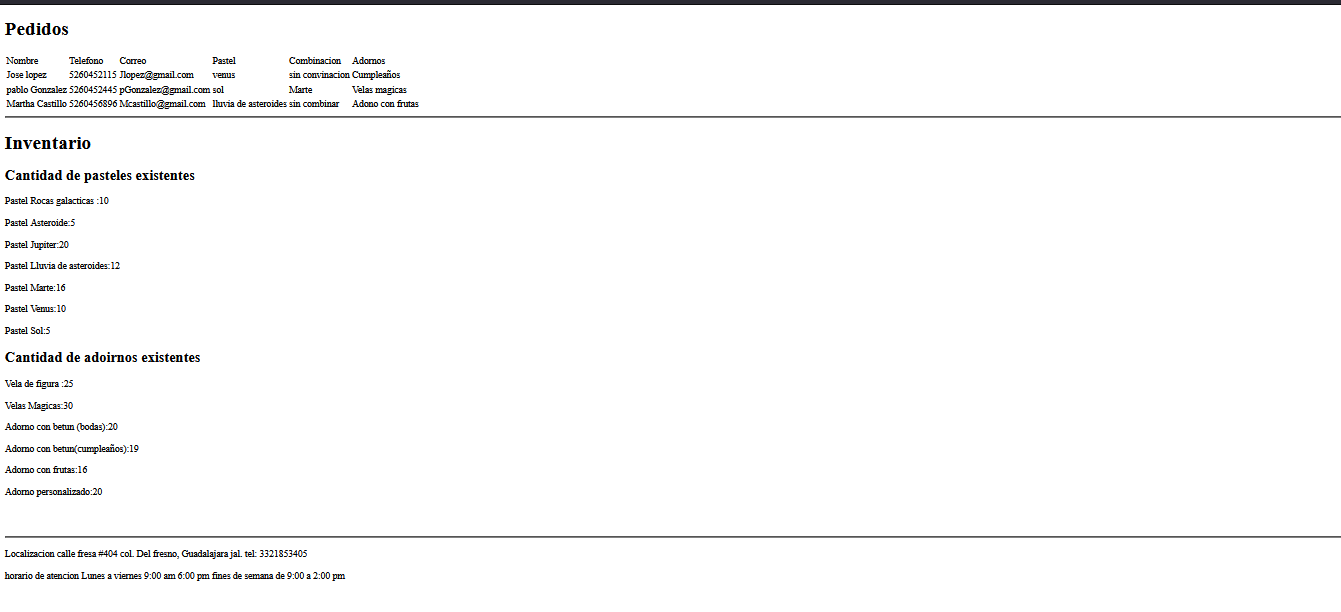 Pedidos
Nombre Telefono Correo Pastel Combinacion Adornos
Jose lopez 5260452115 Jlopez@gmail.com venus sin convinacion Cumpleaños
pablo Gonzalez 5260452445 pGonzalez@gmail.com sol Marte Velas magicas
Martha Castillo 5260456896 Mcastillo@gmail.com lluvia de asteroides sin combinar Adono con frutas
Inventario
Cantidad de pasteles existentes
Pastel Rocas galacticas :10
Pastel Asteroide:5
Pastel Jupiter:20
Pastel Lluvia de asteroides:12
Pastel Marte:16
Pastel Venus:10
Pastel Sol:5
Cantidad de adoirnos existentes
Vela de figura :25
Velas Magicas:30
Adorno con betun (bodas):20
Adorno con betun(cumpleaños):19
Adorno con frutas:16
Adorno personalizado:20
Localizacion calle fresa #404 col. Del fresno, Guadalajara jal. tel: 3321853405
horario de atencion Lunes a viernes 9:00 am 6:00 pm fines de semana de 9:00 a 2:00 pm